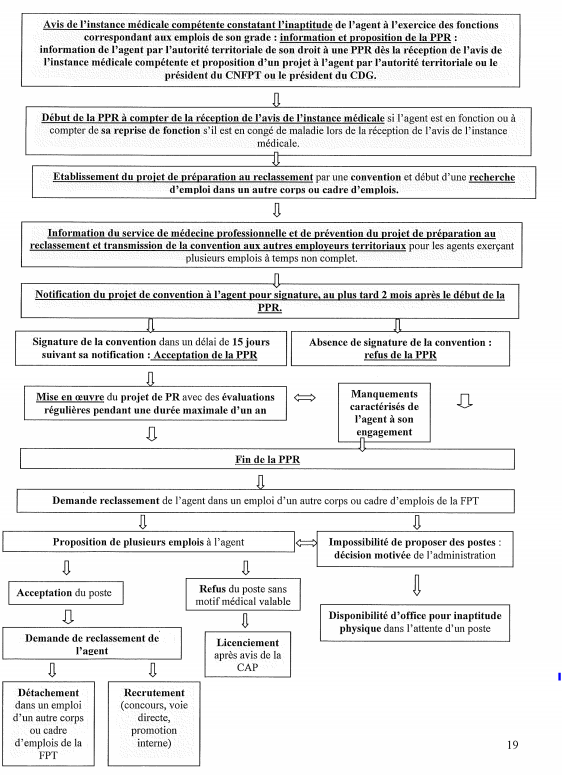 Avis de l’instance médicale compétente constatant l’inaptitude de l’agent à l’exercice des fonctions
correspondant aux emplois de son grade : information et proposition de la PPR :
information de l’agent par l’autorité territoriale de son droit à une PPR dès la réception de l’avis de
l’instance médicale compétente et proposition d’un projet à l’agent par l’autorité territoriale ou le
président du CNFPT ou le président du CDG.
Début de la PPR à compter de la réception de l’avis de l’instance médicale si l’agent est en fonction ou à
compter de sa reprise de fonction s’il est en congé de maladie lors de la réception de l’avis de l’instance
médicale.
Etablissement du projet de préparation au reclassement par une convention et début d’une recherche
d’emploi dans un autre corps ou cadre d’emplois.
Information du service de médecine professionnelle et de prévention du projet de préparation au
reclassement et transmission de la convention aux autres employeurs territoriaux pour les agents exerçant
plusieurs emplois à temps non complet.
Notification du projet de convention à l’agent pour signature, au plus tard 2 mois après le début de la
PPR.
Signature de la convention dans un délai de 15 jours
suivant sa notification : Acceptation de la PPR
Absence de signature de la convention :
refus de la PPR
Mise en œuvre du projet de PR avec des évaluations
régulières pendant une durée maximale d’un an
Manquements
caractérisés de
l’agent à son
engagement
Fin de la PPR
Demande reclassement de l’agent dans un emploi d’un autre corps ou cadre d’emplois de la FPT
Proposition de plusieurs emplois à l’agent
Impossibilité de proposer des postes :
décision motivée de l’administration
Acceptation du poste
Refus du poste sans
motif médical valable
Disponibilité d’office pour inaptitude
physique dans l’attente d’un poste
Demande de reclassement de
l’agent
Licenciement
après avis de la
CAP
Détachement
dans un emploi
d’un autre corps
ou cadre
d’emplois de la
FPT
Recrutement
(concours, voie
directe,
promotion
interne)
19